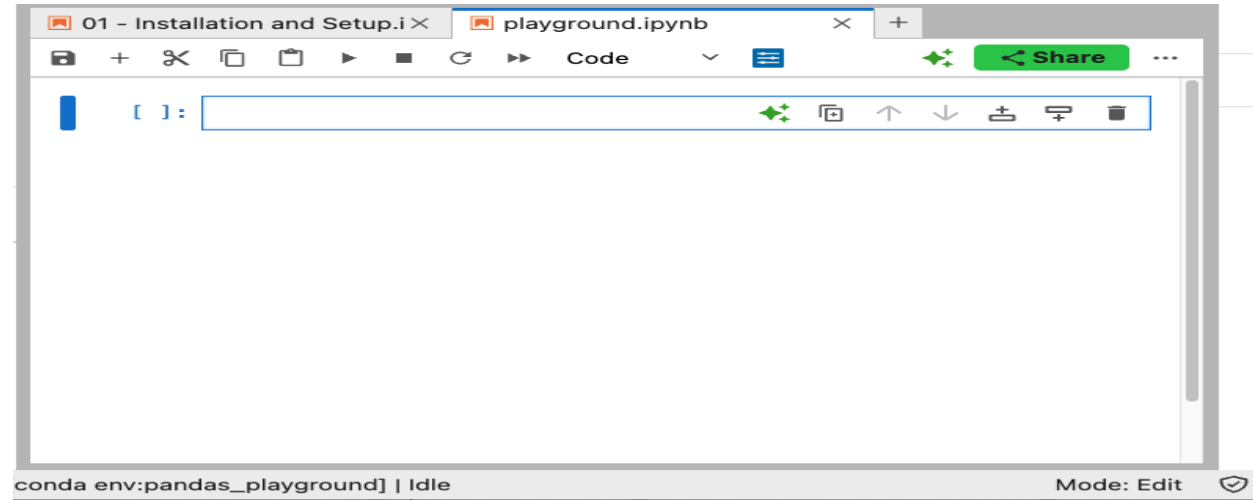 01 - Installation and Setup.i playground.ipynb
Code Share
[ ]:
conda env:pandas_playground] | Idle Mode: Edit